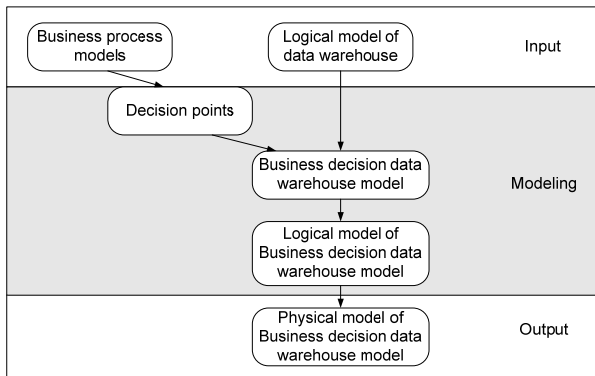 Business process
models
Logical model of
data warehouse
Input
Decision points
Business decision data
warehouse model
Modeling
Logical model of
Business decision data
warehouse model
Physical model of
Business decision data
warehouse model
Output